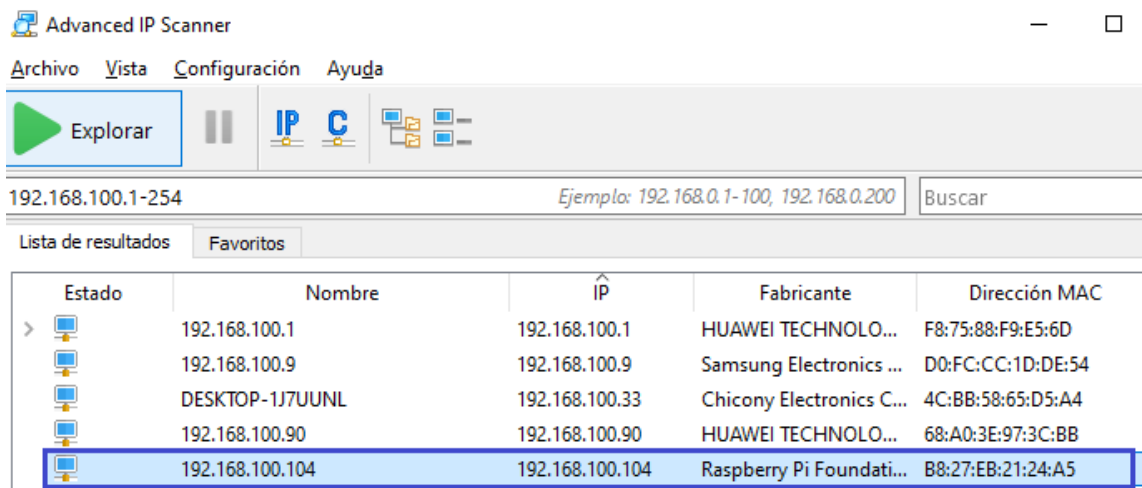 Advanced IP Scanner
Archivo Vista Configuración Ayuda
Explorar IP C
192.168.100.1-254 Ejemplo: 192.168.0.1-100, 192.168.0.200 Buscar
Lista de resultados Favoritos
Estado Nombre IP Fabricante Dirección MAC
192.168.100.1 192.168.100.1 HUAWEI TECHNOLO... F8:75:88:F9:E5:6D
192.168.100.9 192.168.100.9 Samsung Electronics ... D0:FC:CC:1D:DE:54
DESKTOP-1J7UUNL 192.168.100.33 Chicony Electronics C... 4C:BB:58:65:D5:A4
192.168.100.90 192.168.100.90 HUAWEI TECHNOLO... 68:A0:3E:97:3C:BB
192.168.100.104 192.168.100.104 Raspberry Pi Foundati... B8:27:EB:21:24:A5